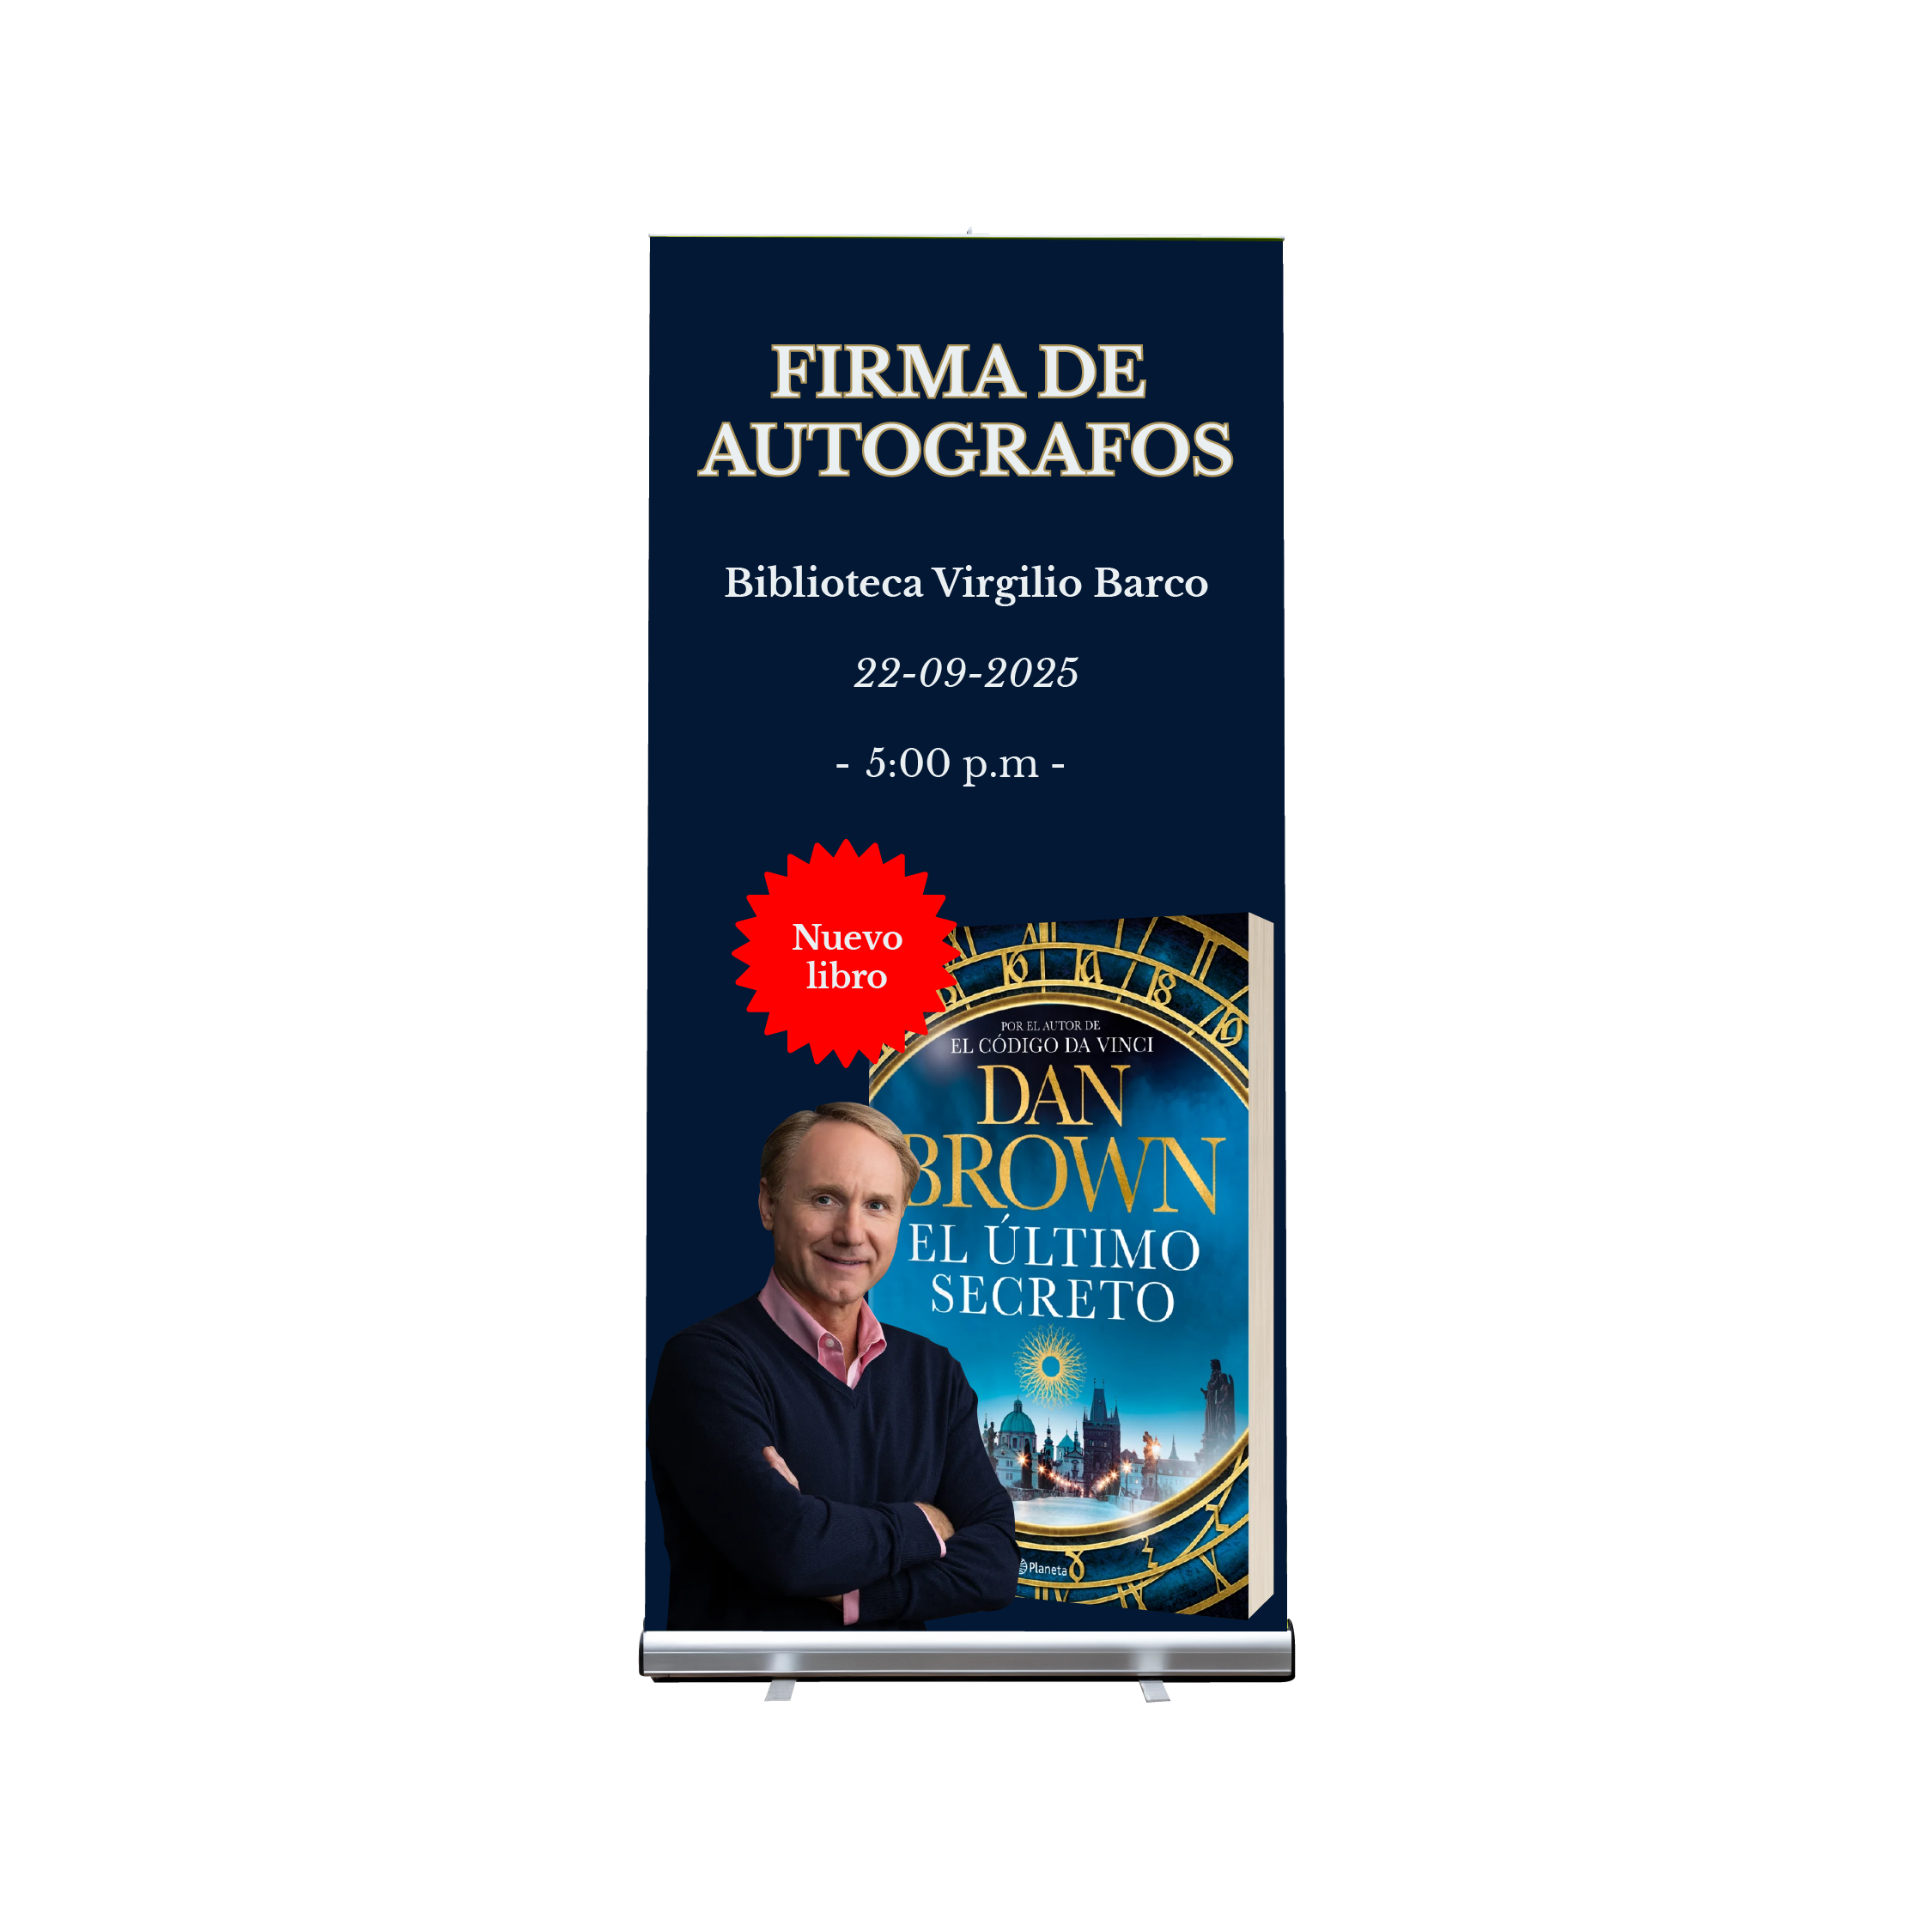 FIRMA DE
AUTOGRAFOS
Biblioteca Virgilio Barco
22-09-2025
- 5:00 p.m -
Nuevo
libro
POR EL AUTOR DE
EL CÓDIGO DA VINCI
DAN
BROWN
EL ÚLTIMO
SECRETO
Planeta